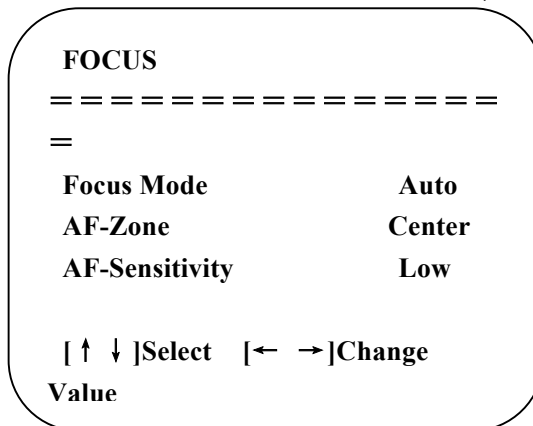 FOCUS
= = = = = = = = = = = = = = =
=
Focus Mode Auto
AF-Zone Center
AF-Sensitivity Low
[ ↑ ↓ ]Select [← →]Change
Value